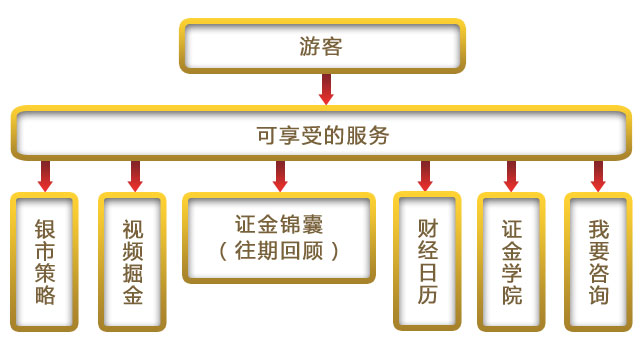 游客
可享受的服务
银市策略
视频掘金
证金锦囊
（往期回顾）
财经日历
证金学院
我要咨询